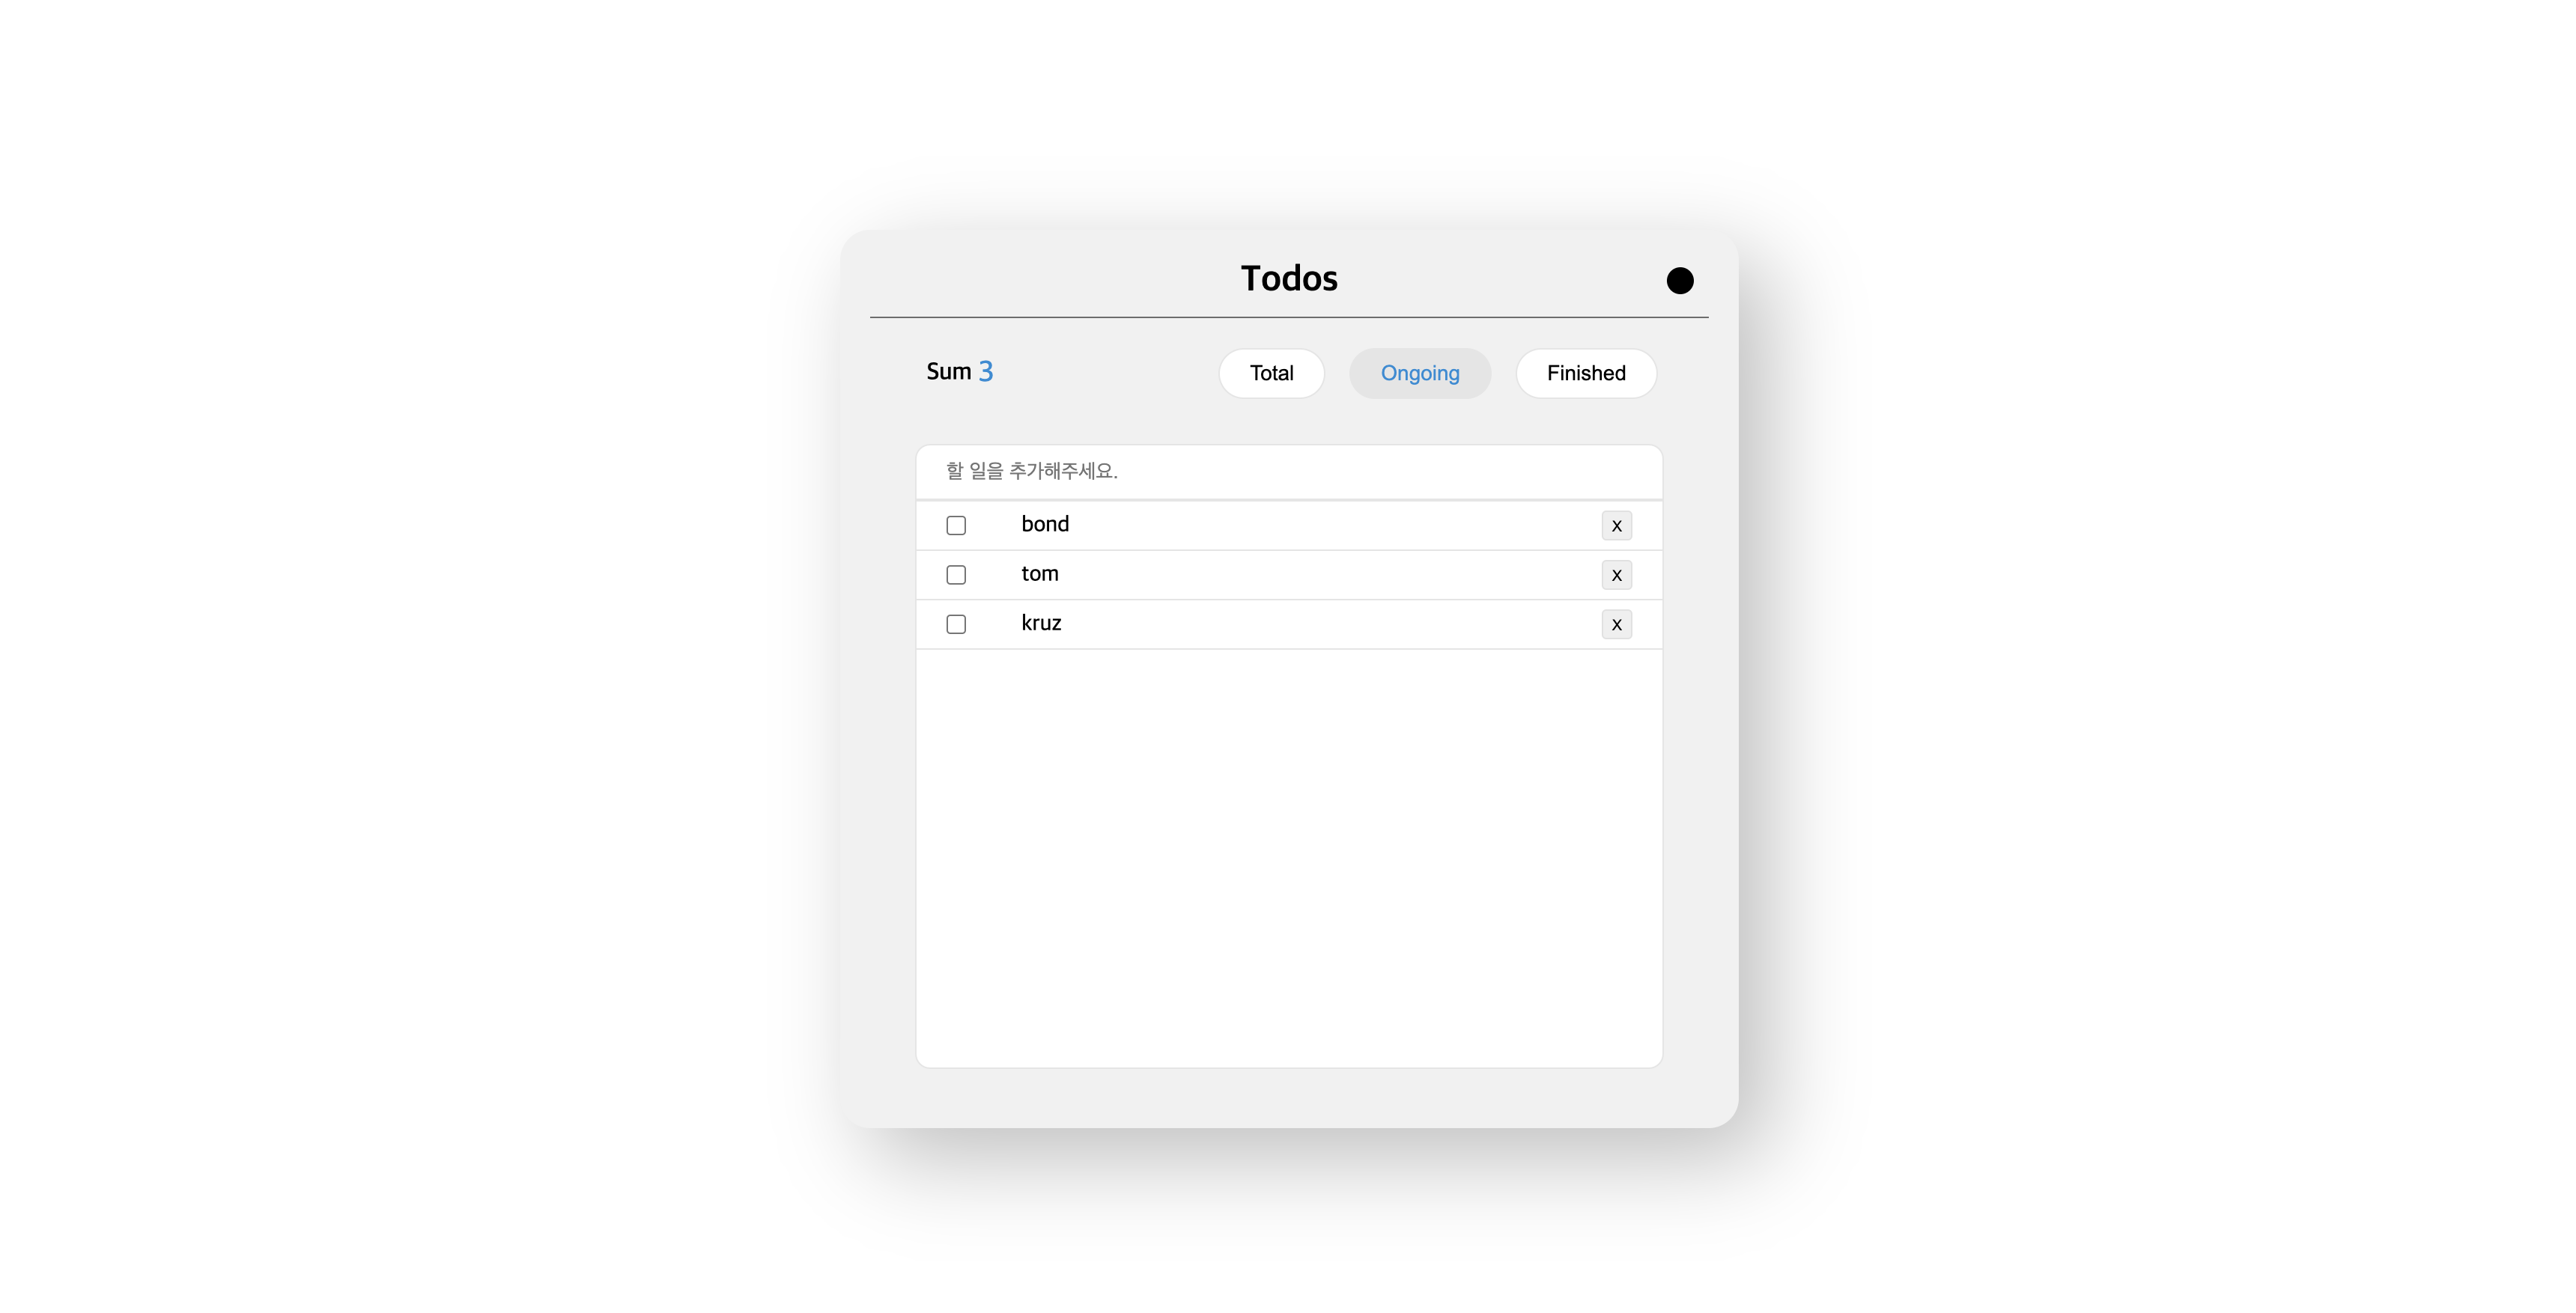 Todos
Sum 3
Total
Ongoing
Finished
할 일을 추가해주세요.
bond
X
tom
X
kruz
X